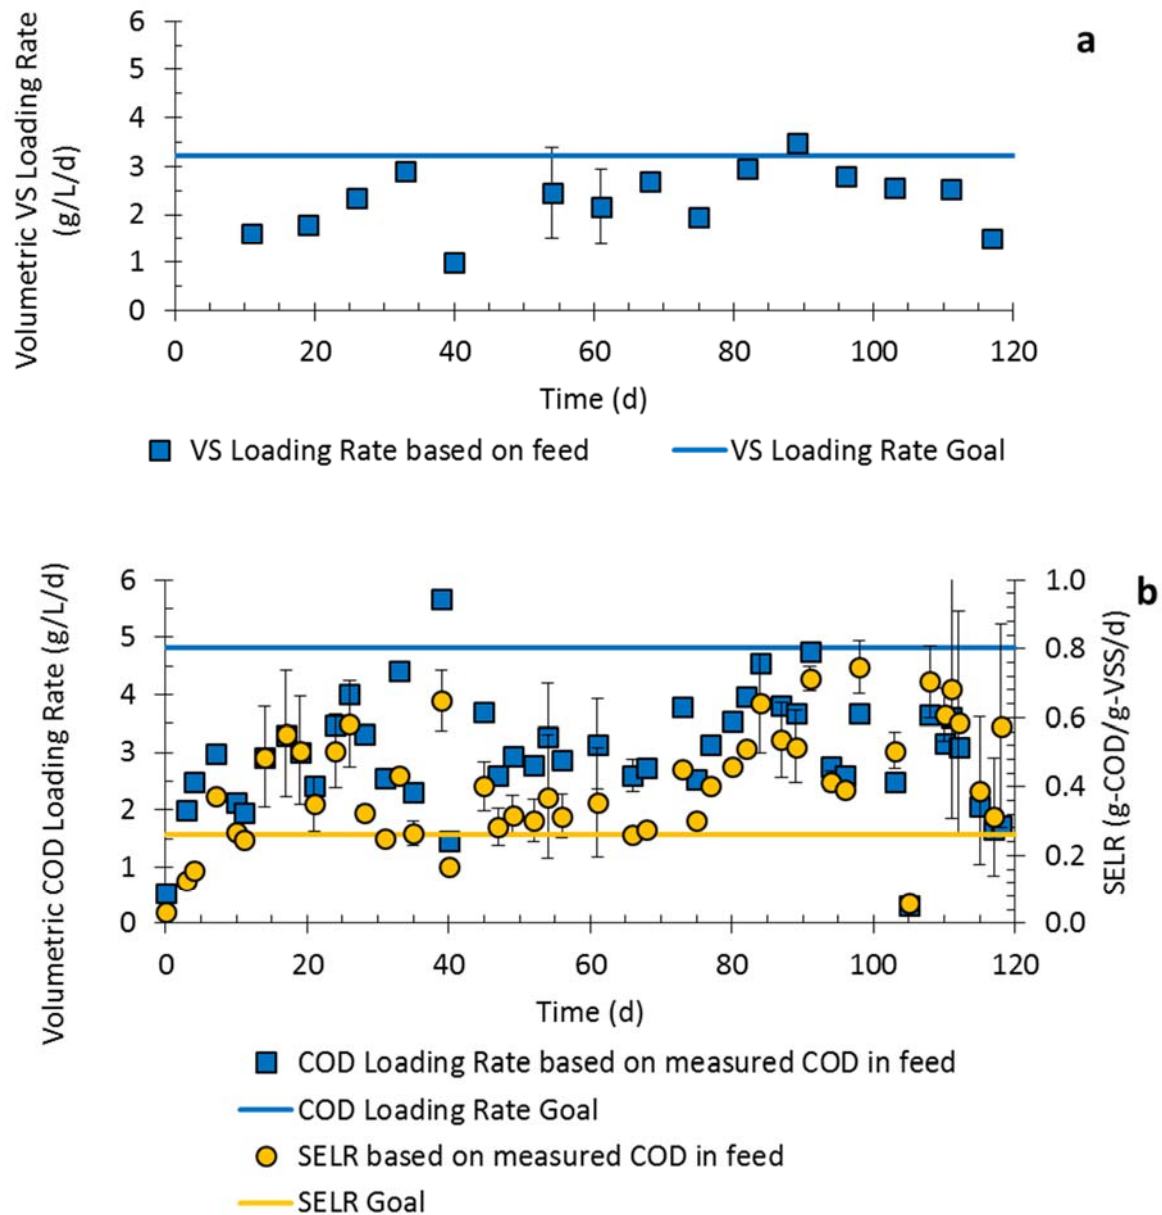 a
Volumetric VS Loading Rate
(g/L/d)
6
5
4
3
2
1
0
0 20 40 60 80 100 120
Time (d)
VS Loading Rate based on feed VS Loading Rate Goal
b
Volumetric COD Loading Rate (g/L/d)
6
5
4
3
2
1
0
1.0
0.8
0.6
0.4
0.2
0.0
SELR (g-COD/g-VSS/d)
0 20 40 60 80 100 120
Time (d)
COD Loading Rate based on measured COD in feed
COD Loading Rate Goal
SELR based on measured COD in feed
SELR Goal